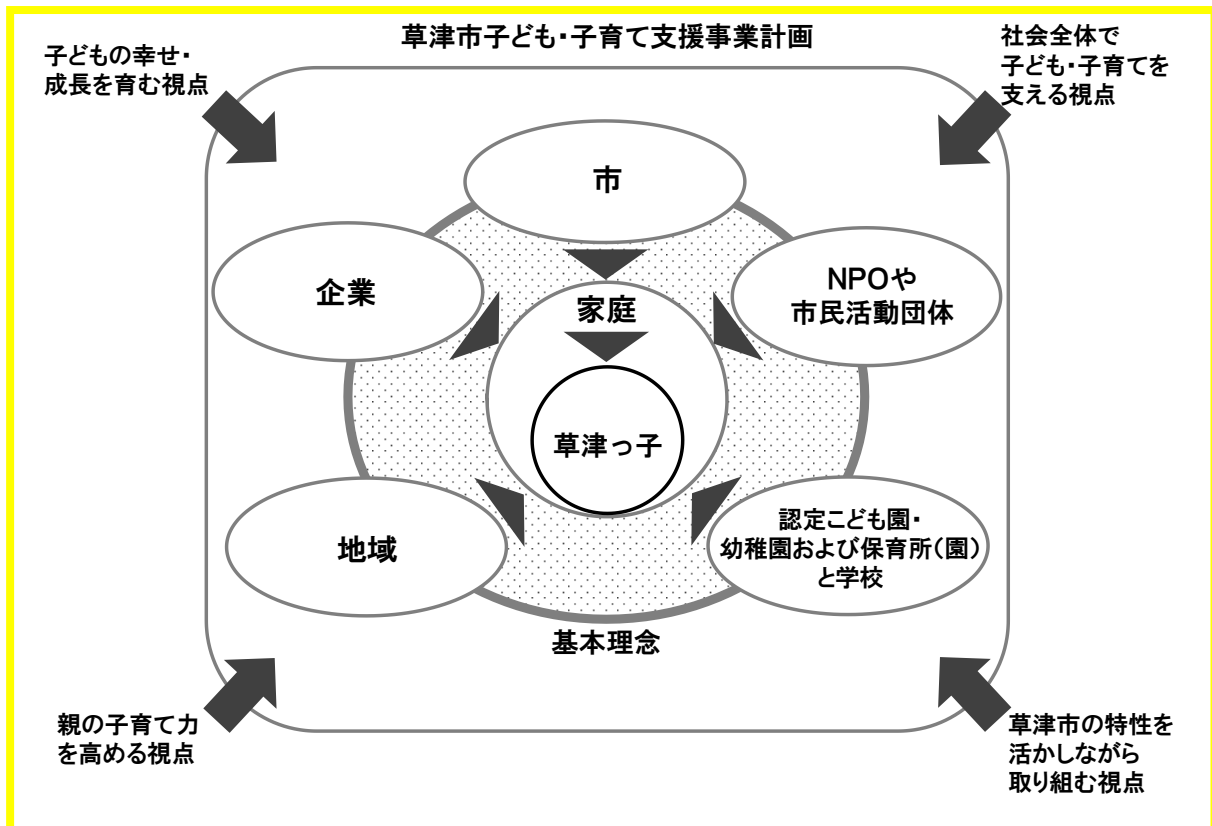 草津市子ども・子育て支援事業計画
子どもの幸せ・
成長を育む視点
社会全体で
子ども・子育てを
支える視点
市
企業
NPOや
市民活動団体
家庭
草津っ子
地域
認定こども園・
幼稚園および保育所（園）
と学校
基本理念
親の子育て力
を高める視点
草津市の特性を
活かしながら
取り組む視点